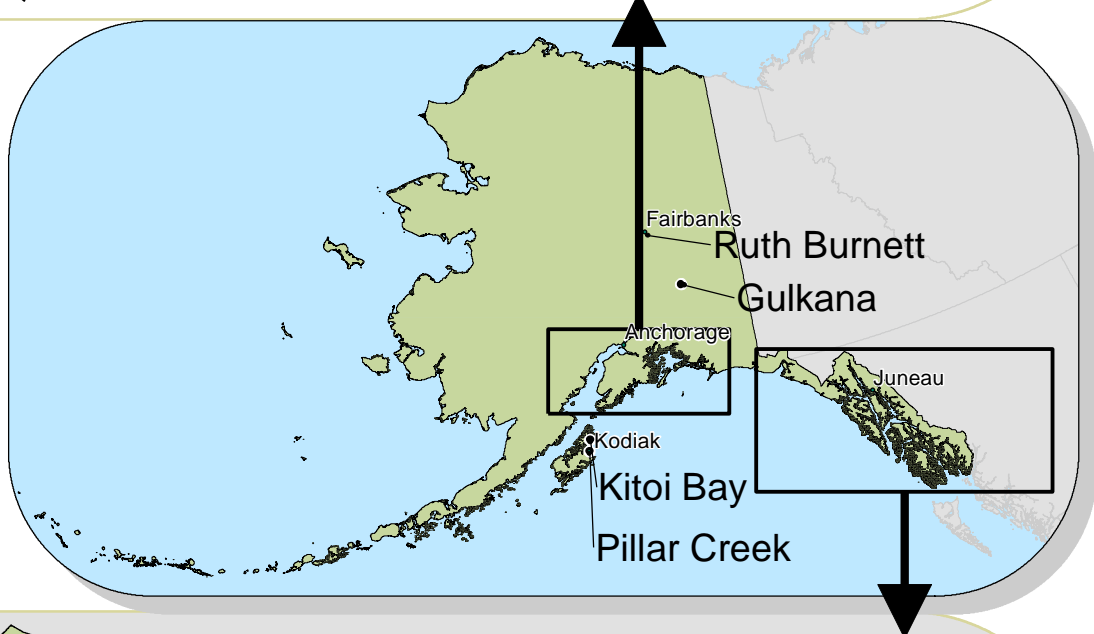 Fairbanks
Ruth Burnett
Gulkana
Anchorage
Juneau
Kodiak
Kitoi Bay
Pillar Creek